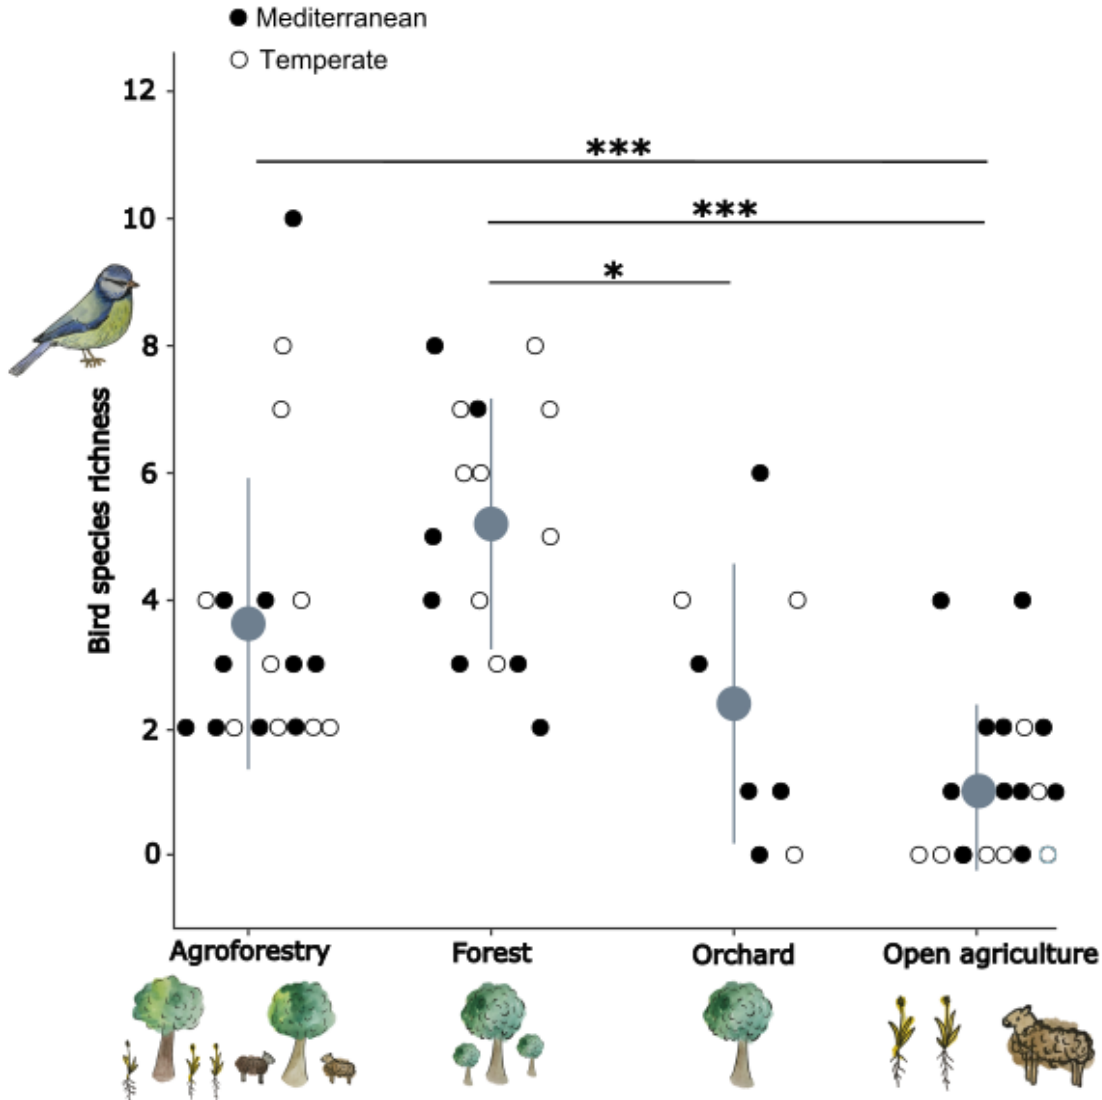 Mediterranean
Temperate
12
***
10
***
*
8
6
4
2
0
Bird species richness
Agroforestry Forest Orchard Open agriculture